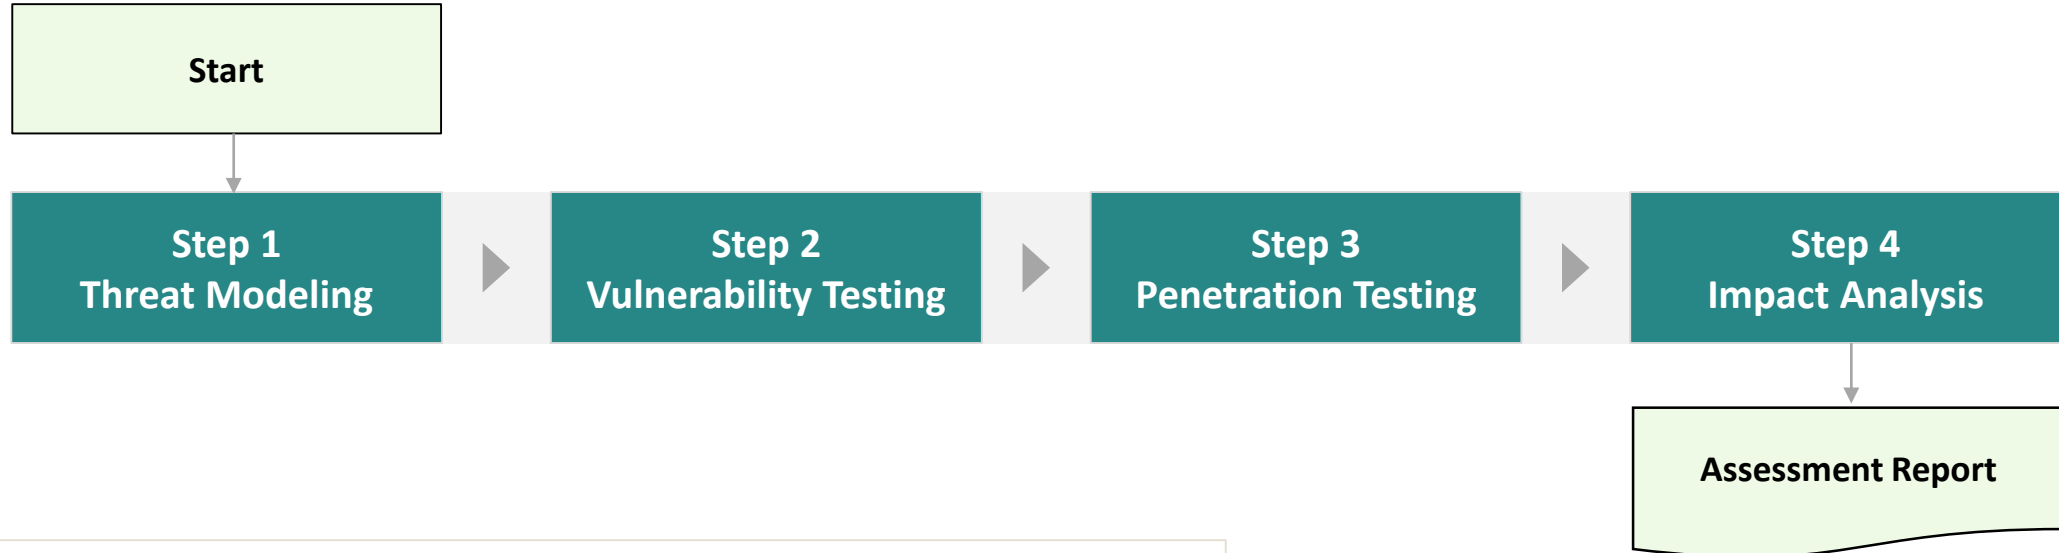 Start
Step 1
Threat Modeling
Step 2
Vulnerability Testing
Step 3
Penetration Testing
Step 4
Impact Analysis
Assessment Report